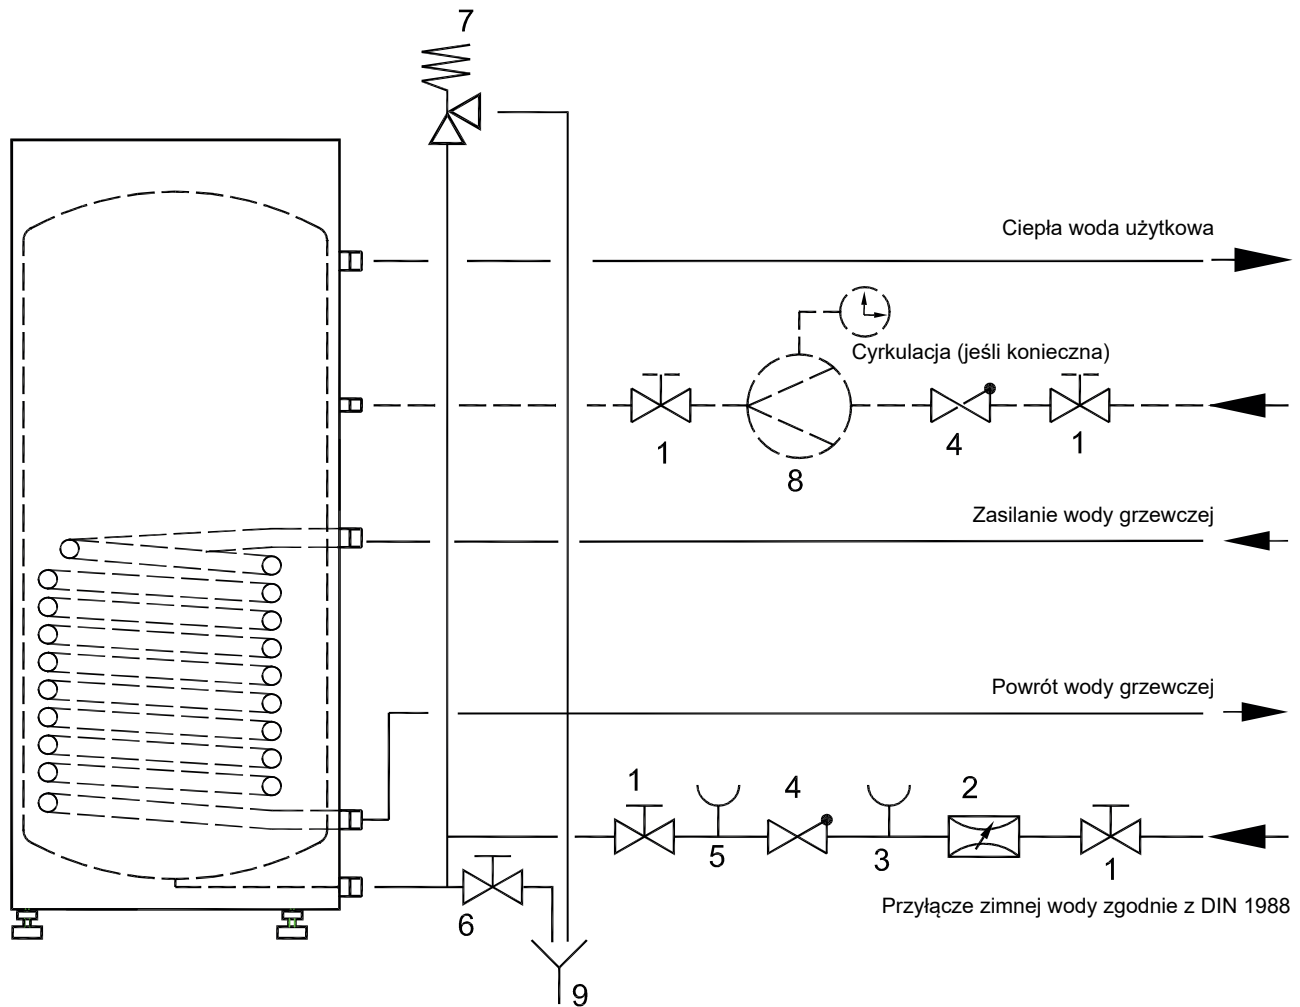 7
Ciepła woda użytkowa
Cyrkulacja (jeśli konieczna)
1
8
4
1
Zasilanie wody grzewczej
Powrót wody grzewczej
1
5
4
3
2
1
6
Przyłącze zimnej wody zgodnie z DIN 1988
9